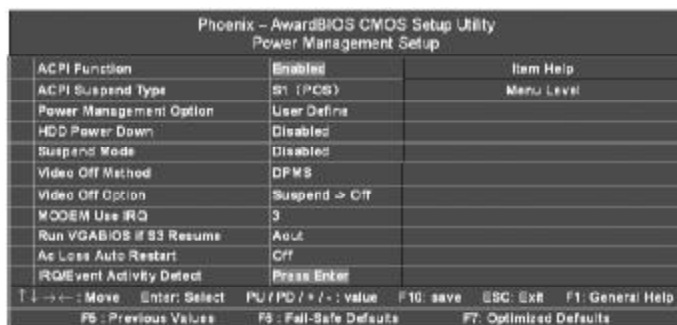 Phoenix – AwardBIOS CMOS Setup Utility
Power Management Setup
ACPI Function Enabled Item Help
ACPI Suspend Type S1 (POS) Menu Level
Power Management Option User Define
HDD Power Down Disabled
Suspend Mode Disabled
Video Off Method DPMS
Video Off Option Suspend -> Off
MODEM Use IRQ 3
Run VGABIOS if S3 Resume Aout
Ac Loss Auto Restart Off
IRQ/Event Activity Detect Press Enter
↑↓→← : Move Enter: Select PU / PD / + / - : value F10: save ESC: Exit F1: General Help
F5 : Previous Values F6 : Fail-Safe Defaults F7: Optimized Defaults